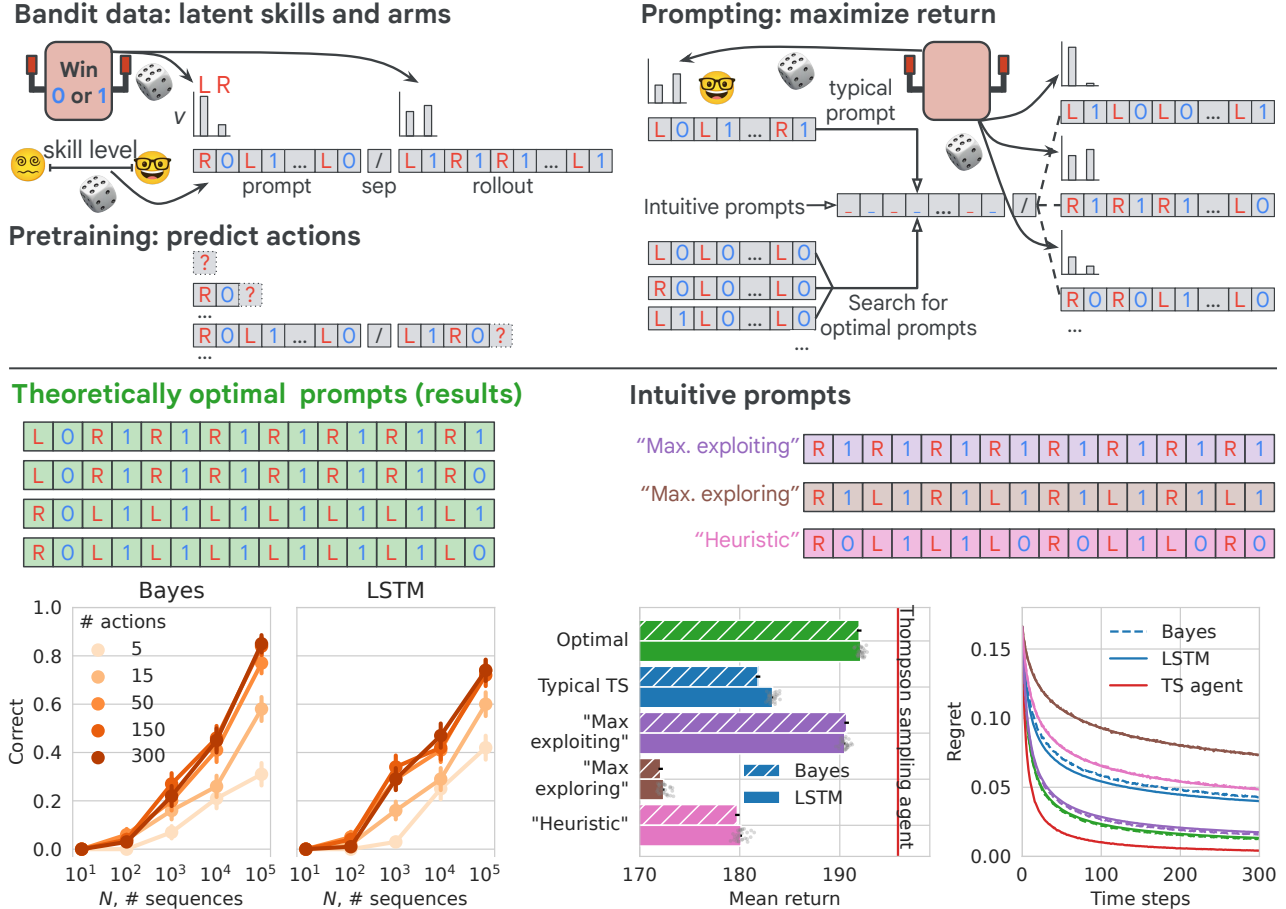 Bandit data: latent skills and arms
Win
0 or 1
L R
v
skill level
R 0 L 1 ... L 0 / L 1 R 1 R 1 ... L 1
prompt sep rollout
Pretraining: predict actions
?
R 0 ?
...
R 0 L 1 ... L 0 / L 1 R 0 ?
...
Prompting: maximize return
typical
prompt
L 0 L 1 ... R 1
L 1 L 0 L 0 ... L 1
Intuitive prompts
_ _ _ _ ... _ _ /
R 1 R 1 R 1 ... L 0
L 0 L 0 ... L 0
R 0 L 0 ... L 0
L 1 L 0 ... L 0
...
Search for
optimal prompts
R 0 R 0 L 1 ... L 0
...
Theoretically optimal prompts (results)
L 0 R 1 R 1 R 1 R 1 R 1 R 1 R 1
L 0 R 1 R 1 R 1 R 1 R 1 R 1 R 0
R 0 L 1 L 1 L 1 L 1 L 1 L 1 L 1
R 0 L 1 L 1 L 1 L 1 L 1 L 1 L 0
Intuitive prompts
"Max. exploiting" R 1 R 1 R 1 R 1 R 1 R 1 R 1 R 1
"Max. exploring" R 1 L 1 R 1 L 1 R 1 L 1 R 1 L 1
"Heuristic" R 0 L 1 L 1 L 0 R 0 L 1 L 0 R 0
Bayes
Correct
1.0
0.8
0.6
0.4
0.2
0.0
# actions
5
15
50
150
300
10¹ 10² 10³ 10⁴ 10⁵
N, # sequences
LSTM
10¹ 10² 10³ 10⁴ 10⁵
N, # sequences
Optimal
Typical TS
"Max
exploiting"
"Max
exploring"
"Heuristic"
Bayes
LSTM
Thompson sampling agent
170 180 190
Mean return
Regret
0.15
0.10
0.05
0.00
Bayes
LSTM
TS agent
0 100 200 300
Time steps